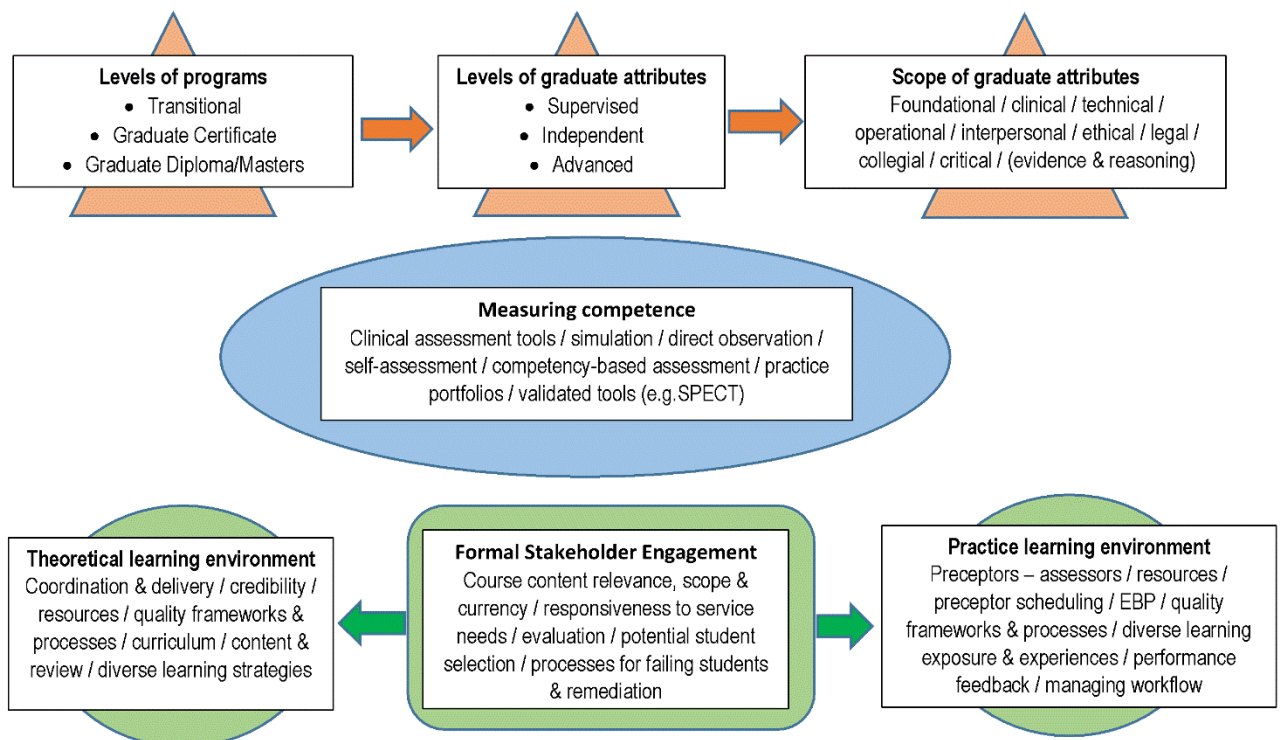 Levels of programs
• Transitional
• Graduate Certificate
• Graduate Diploma/Masters
Levels of graduate attributes
• Supervised
• Independent
• Advanced
Scope of graduate attributes
Foundational / clinical / technical /
operational / interpersonal / ethical / legal /
collegial / critical / (evidence & reasoning)
Measuring competence
Clinical assessment tools / simulation / direct observation /
self-assessment / competency-based assessment / practice
portfolios / validated tools (e.g.SPECT)
Theoretical learning environment
Coordination & delivery / credibility /
resources / quality frameworks &
processes / curriculum / content &
review / diverse learning strategies
Formal Stakeholder Engagement
Course content relevance, scope &
currency / responsiveness to service
needs / evaluation / potential student
selection / processes for failing students
& remediation
Practice learning environment
Preceptors – assessors / resources /
preceptor scheduling / EBP / quality
frameworks & processes / diverse learning
exposure & experiences / performance
feedback / managing workflow